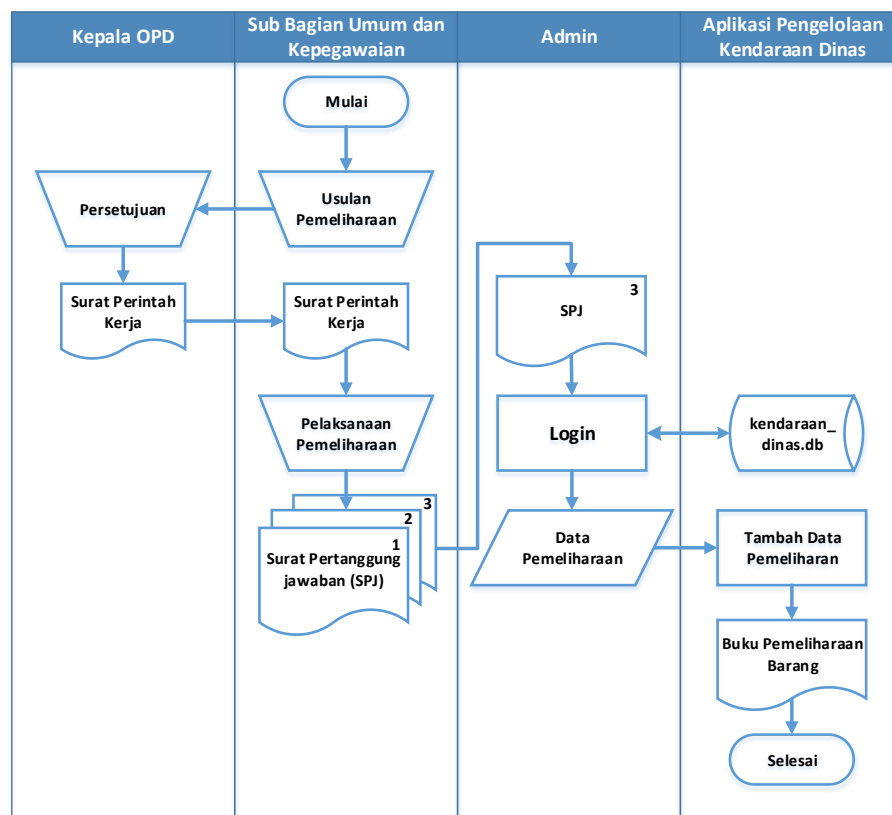 Kepala OPD
Sub Bagian Umum dan
Kepegawaian
Admin
Aplikasi Pengelolaan
Kendaraan Dinas
Mulai
Usulan
Pemeliharaan
Persetujuan
Surat Perintah
Kerja
Surat Perintah
Kerja
Pelaksanaan
Pemeliharaan
3
2
1
Surat Pertanggung
jawaban (SPJ)
3
SPJ
Login
kendaraan_
dinas.db
Data
Pemeliharaan
Tambah Data
Pemeliharan
Buku Pemeliharaan
Barang
Selesai